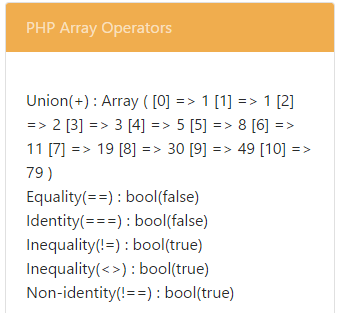 PHP Array Operators
Union(+) : Array ( [0] => 1 [1] => 1 [2]
=> 2 [3] => 3 [4] => 5 [5] => 8 [6] =>
11 [7] => 19 [8] => 30 [9] => 49 [10] =>
79 )
Equality(==) : bool(false)
Identity(===) : bool(false)
Inequality(!=) : bool(true)
Inequality(<>) : bool(true)
Non-identity(!==) : bool(true)